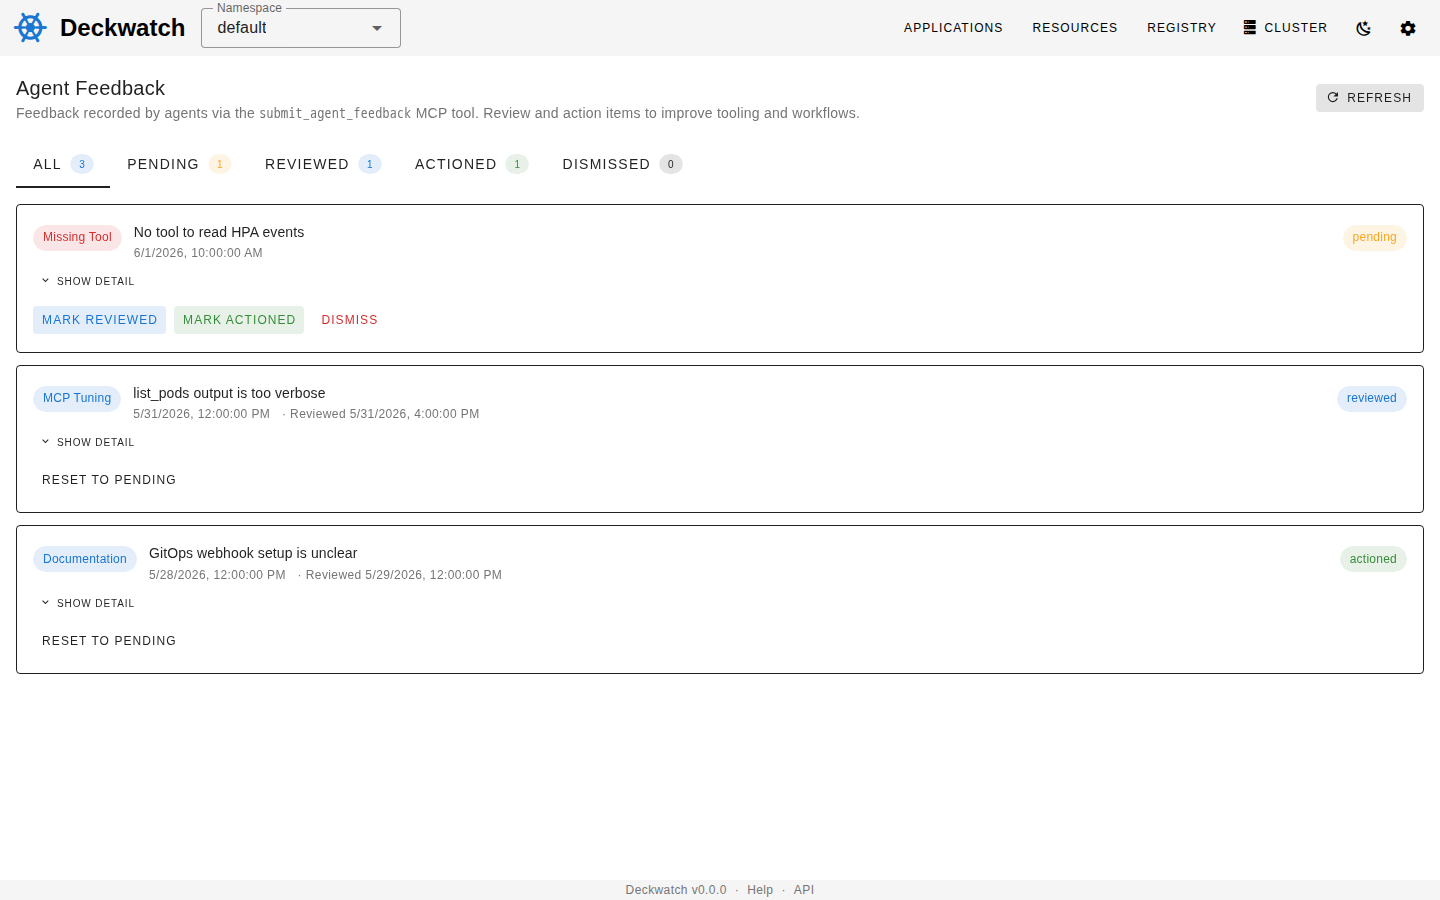 Deckwatch
Namespace
default
APPLICATIONS
RESOURCES
REGISTRY
CLUSTER
Agent Feedback
Feedback recorded by agents via the submit_agent_feedback MCP tool. Review and action items to improve tooling and workflows.
REFRESH
ALL 3
PENDING 1
REVIEWED 1
ACTIONED 1
DISMISSED 0
Missing Tool
No tool to read HPA events
6/1/2026, 10:00:00 AM
pending
SHOW DETAIL
MARK REVIEWED
MARK ACTIONED
DISMISS
MCP Tuning
list_pods output is too verbose
5/31/2026, 12:00:00 PM · Reviewed 5/31/2026, 4:00:00 PM
reviewed
SHOW DETAIL
RESET TO PENDING
Documentation
GitOps webhook setup is unclear
5/28/2026, 12:00:00 PM · Reviewed 5/29/2026, 12:00:00 PM
actioned
SHOW DETAIL
RESET TO PENDING
Deckwatch v0.0.0 · Help · API